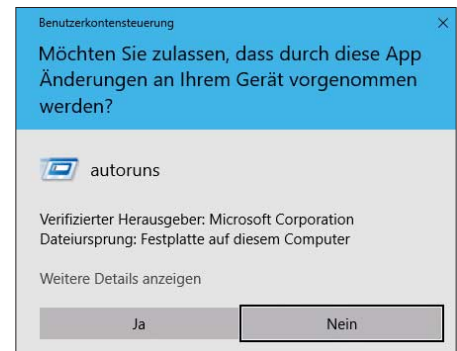 Benutzerkontensteuerung
Möchten Sie zulassen, dass durch diese App
Änderungen an Ihrem Gerät vorgenommen
werden?
autoruns
Verifizierter Herausgeber: Microsoft Corporation
Dateiursprung: Festplatte auf diesem Computer
Weitere Details anzeigen
Ja
Nein